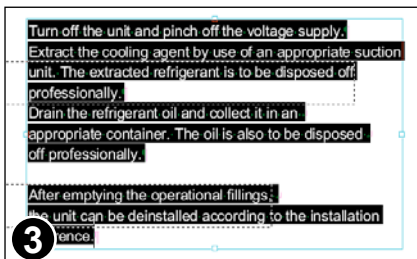 Turn off the unit and pinch off the voltage supply.
Extract the cooling agent by use of an appropriate suction
unit. The extracted refrigerant is to be disposed off
professionally.
Drain the refrigerant oil and collect it in an
appropriate container. The oil is also to be disposed
off professionally.
After emptying the operational fillings,
the unit can be deinstalled according to the installation
rence.
3